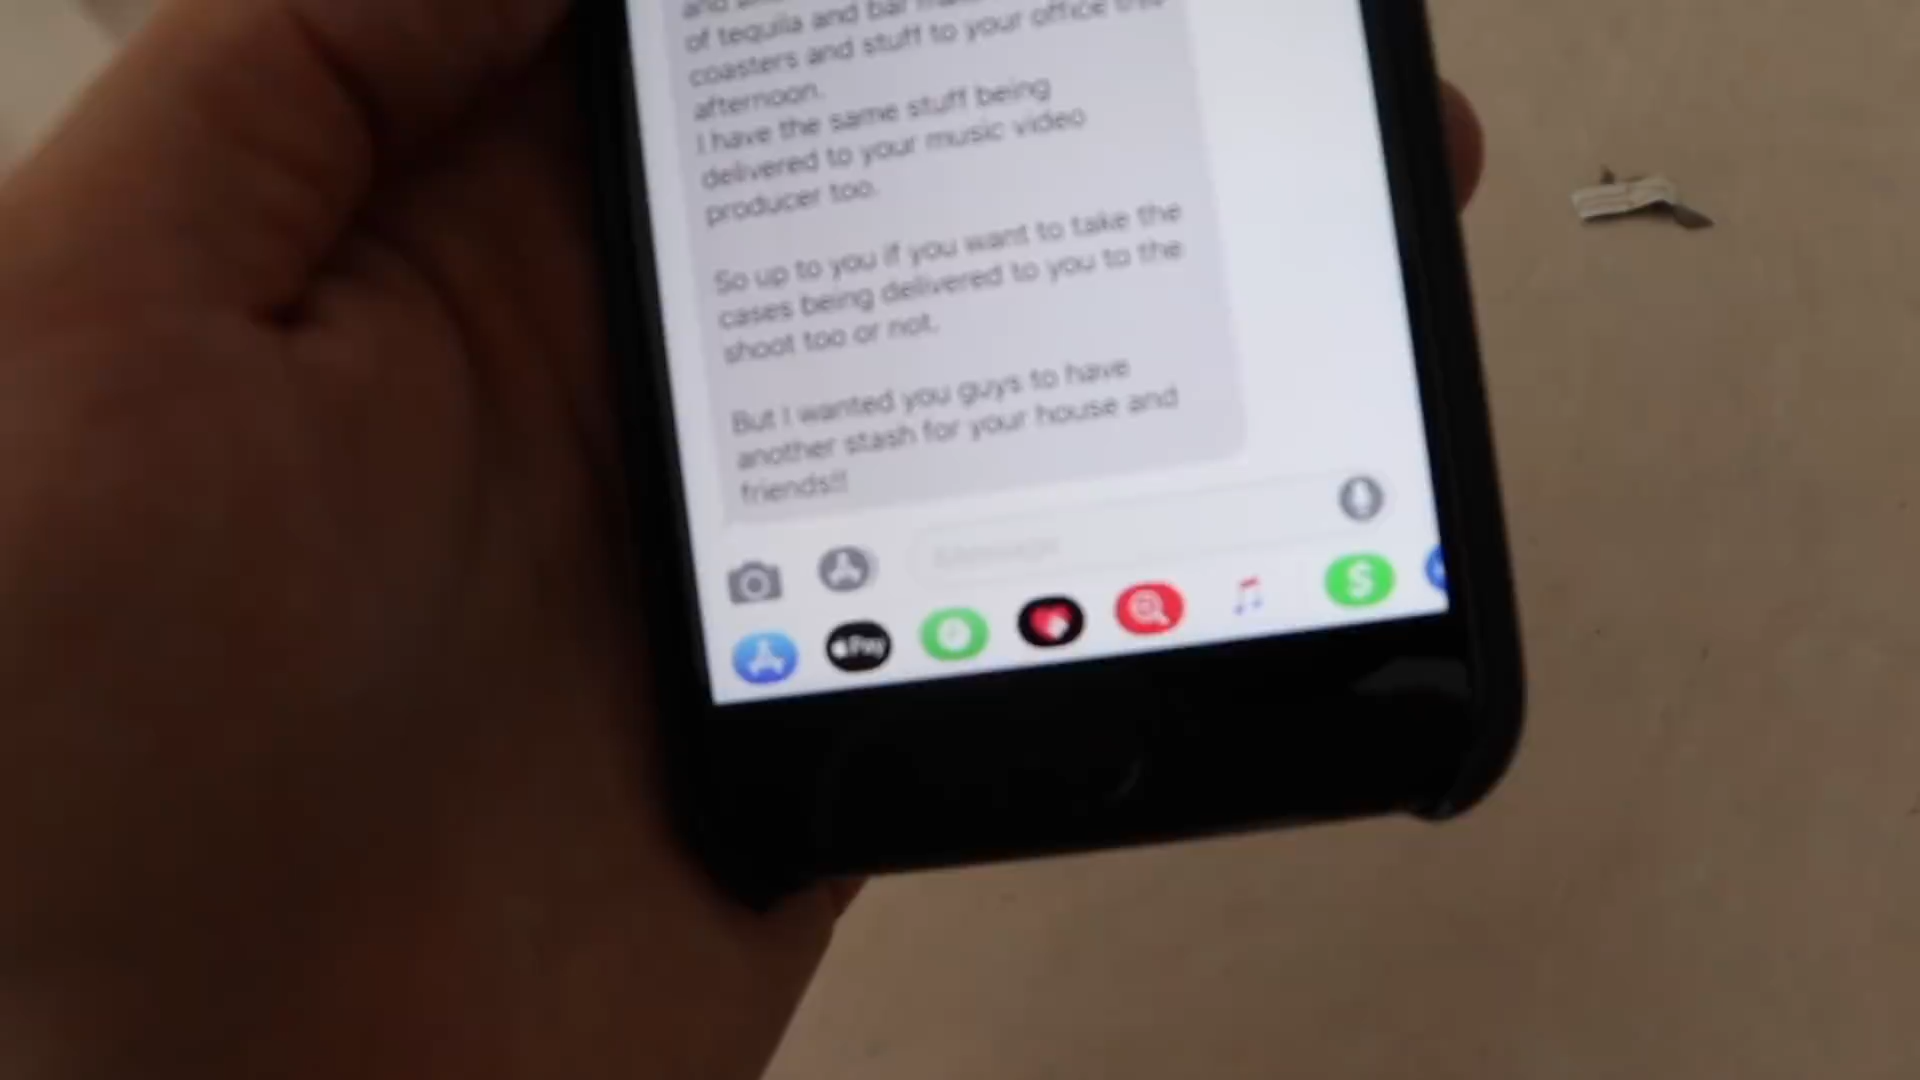 of tequila and bar
coasters and stuff to your office this
afternoon.
I have the same stuff being
delivered to your music video
producer too.
So up to you if you want to take the
cases being delivered to you to the
shoot too or not.
But I wanted you guys to have
another stash for your house and
friends!!
iMessage
Pay
$